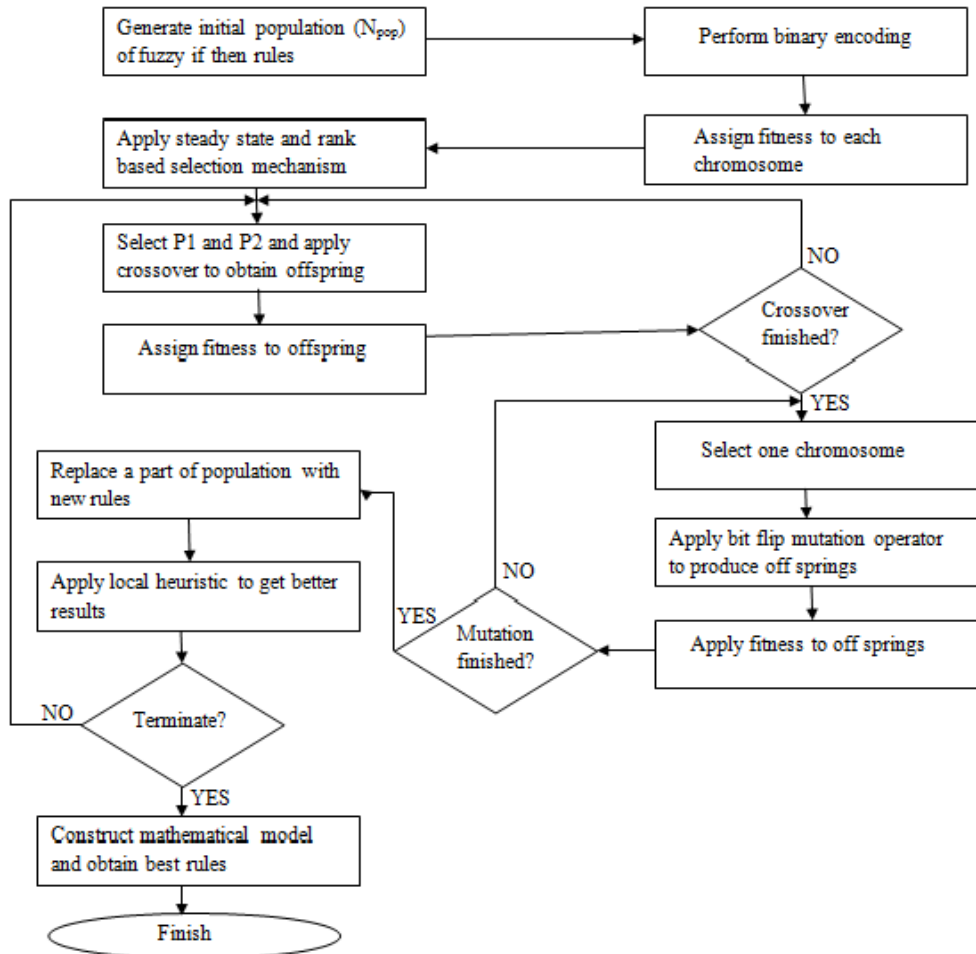 Generate initial population (Npop)
of fuzzy if then rules
Perform binary encoding
Assign fitness to each
chromosome
Apply steady state and rank
based selection mechanism
Select P1 and P2 and apply
crossover to obtain offspring
Assign fitness to offspring
NO
Crossover
finished?
YES
Select one chromosome
Apply bit flip mutation operator
to produce off springs
Apply fitness to off springs
NO
Mutation
finished?
YES
Replace a part of population with
new rules
Apply local heuristic to get better
results
NO
Terminate?
YES
Construct mathematical model
and obtain best rules
Finish